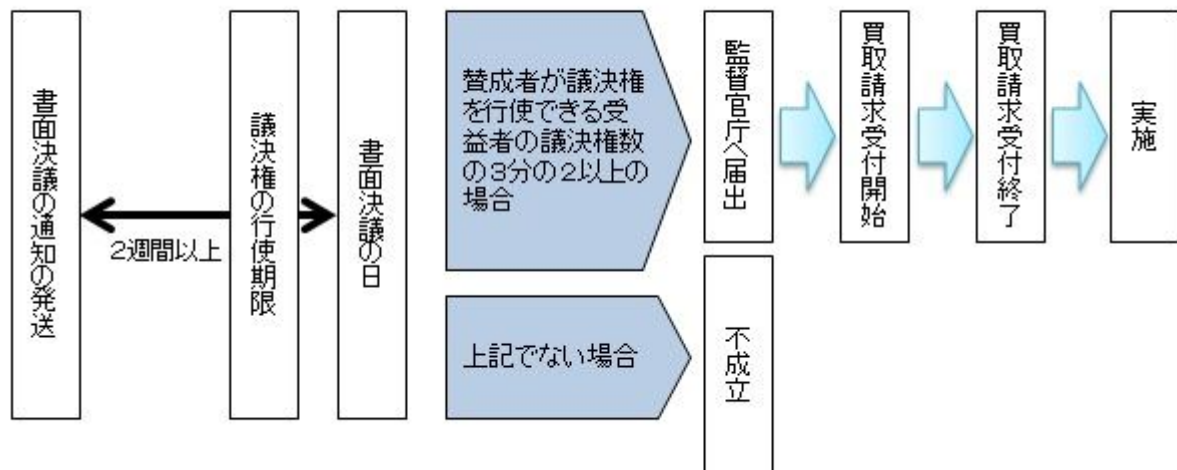 書面決議の通知の発送
2週間以上
議決権の行使期限
書面決議の日
賛成者が議決権
を行使できる受
益者の議決権数
の3分の2以上の
場合
監督官庁へ届出
買取請求受付開始
買取請求受付終了
実施
上記でない場合
不成立